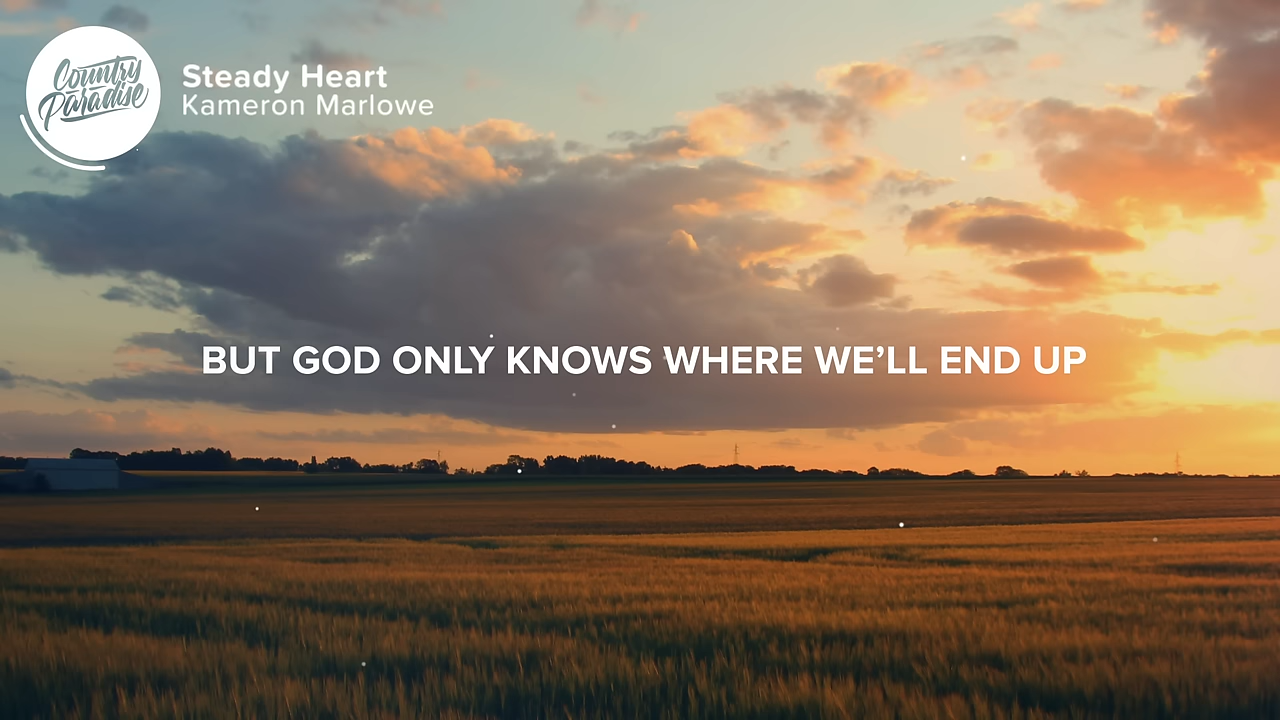 Country
Paradise
Steady Heart
Kameron Marlowe
BUT GOD ONLY KNOWS WHERE WE’LL END UP